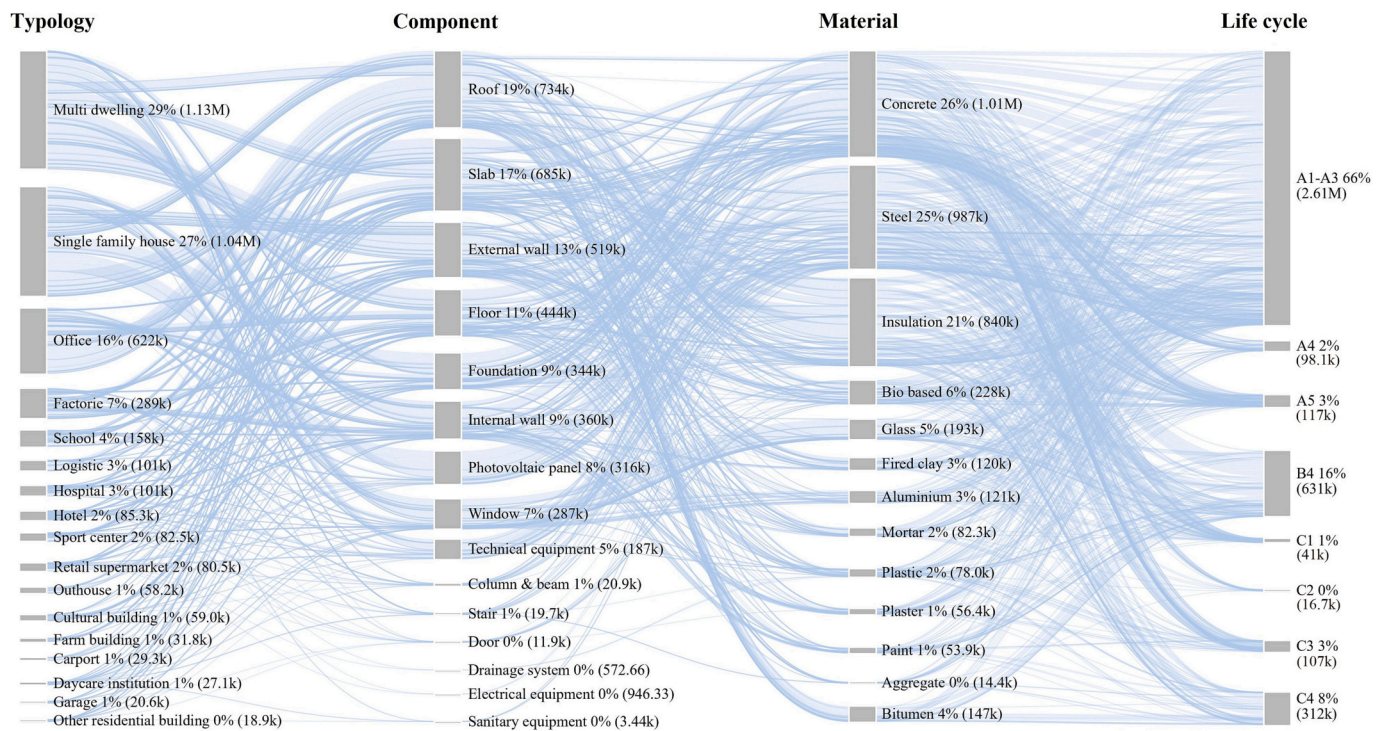 Typology
Component
Material
Life cycle
Multi dwelling 29% (1.13M)
Single family house 27% (1.04M)
Office 16% (622k)
Factorie 7% (289k)
School 4% (158k)
Logistic 3% (101k)
Hospital 3% (101k)
Hotel 2% (85.3k)
Sport center 2% (82.5k)
Retail supermarket 2% (80.5k)
Outhouse 1% (58.2k)
Cultural building 1% (59.0k)
Farm building 1% (31.8k)
Carport 1% (29.3k)
Daycare institution 1% (27.1k)
Garage 1% (20.6k)
Other residential building 0% (18.9k)
Roof 19% (734k)
Slab 17% (685k)
External wall 13% (519k)
Floor 11% (444k)
Foundation 9% (344k)
Internal wall 9% (360k)
Photovoltaic panel 8% (316k)
Window 7% (287k)
Technical equipment 5% (187k)
Column & beam 1% (20.9k)
Stair 1% (19.7k)
Door 0% (11.9k)
Drainage system 0% (572.66)
Electrical equipment 0% (946.33)
Sanitary equipment 0% (3.44k)
Concrete 26% (1.01M)
Steel 25% (987k)
Insulation 21% (840k)
Bio based 6% (228k)
Glass 5% (193k)
Fired clay 3% (120k)
Aluminium 3% (121k)
Mortar 2% (82.3k)
Plastic 2% (78.0k)
Plaster 1% (56.4k)
Paint 1% (53.9k)
Aggregate 0% (14.4k)
Bitumen 4% (147k)
A1-A3 66%
(2.61M)
A4 2%
(98.1k)
A5 3%
(117k)
B4 16%
(631k)
C1 1%
(41k)
C2 0%
(16.7k)
C3 3%
(107k)
C4 8%
(312k)